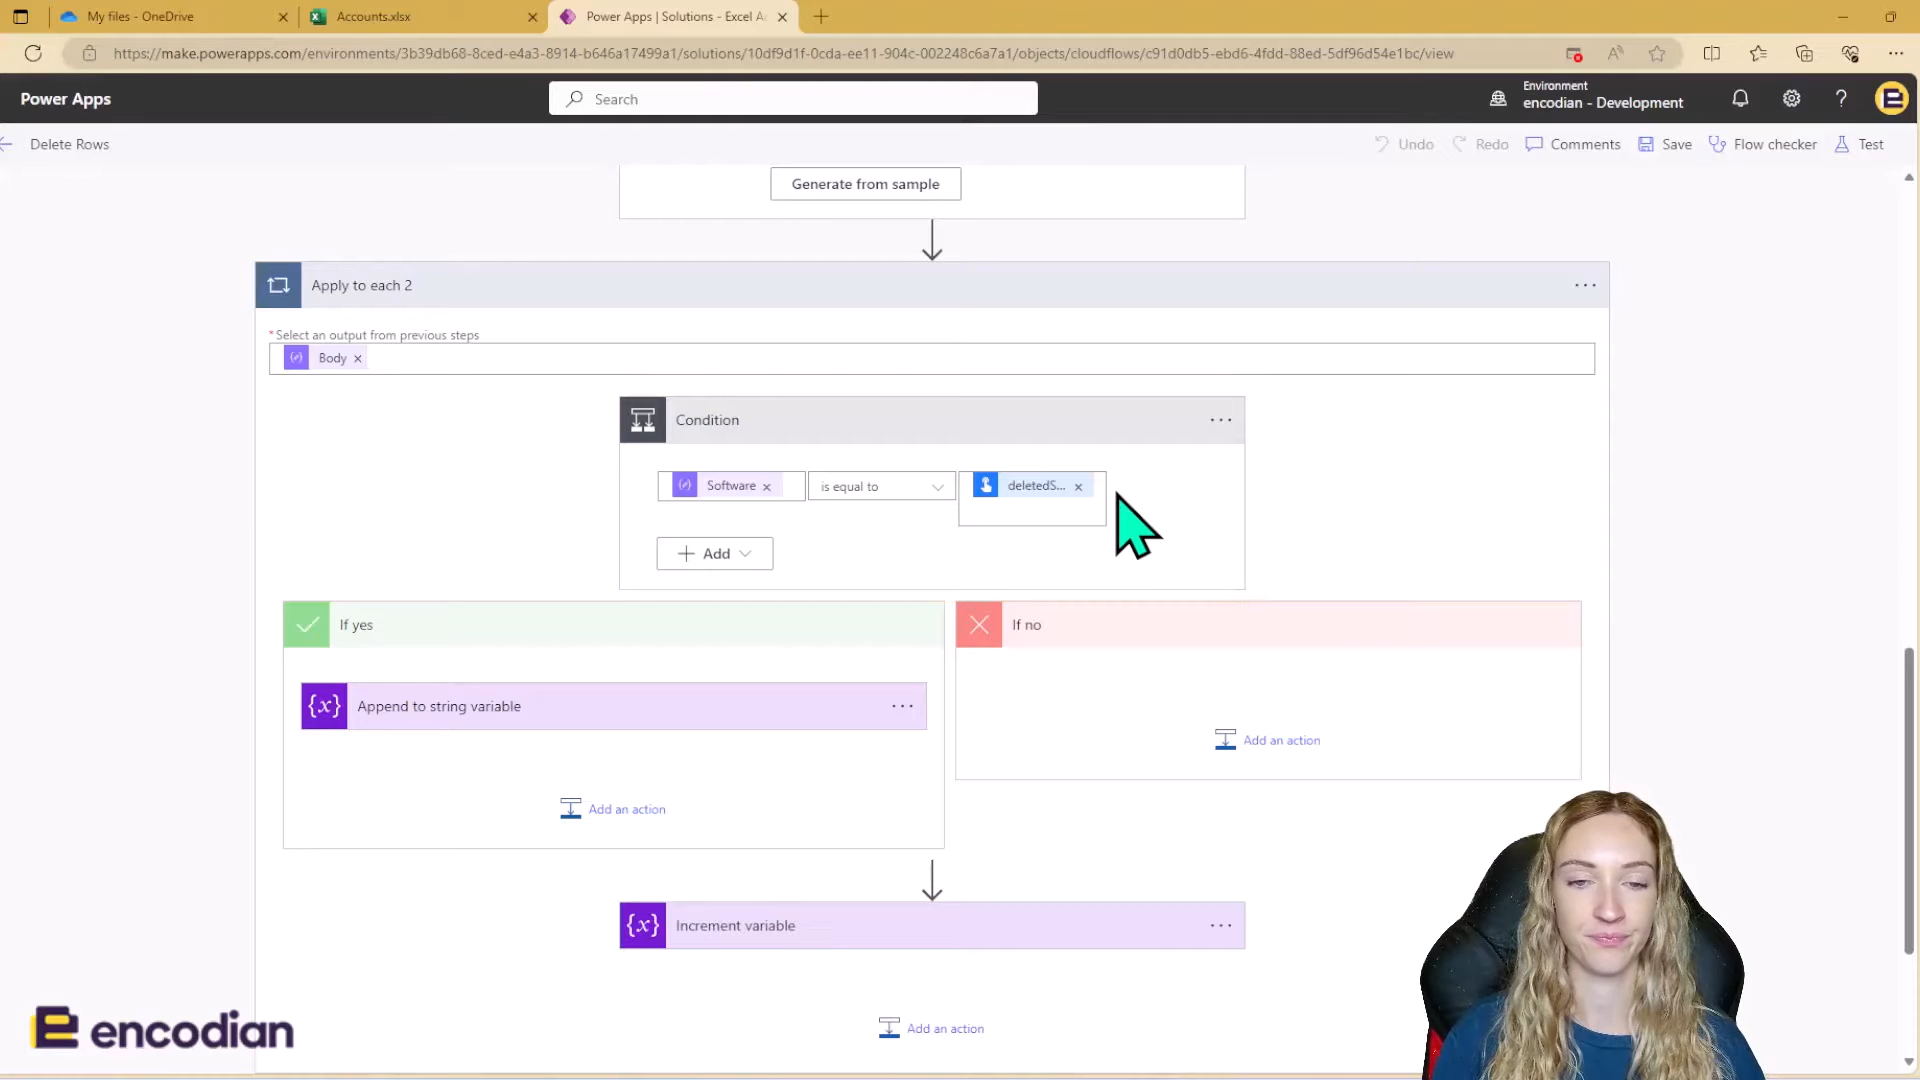 My files - OneDrive
Accounts.xlsx
Power Apps | Solutions - Excel A
https://make.powerapps.com/environments/3b39db68-8ced-e4a3-8914-b646a17499a1/solutions/10df9d1f-0cda-ee11-904c-002248c6a7a1/objects/cloudflows/c91d0db5-ebd6-4fdd-88ed-5df96d54e1bc/view
Power Apps
Search
Environment
encodian - Development
Delete Rows
Undo
Redo
Comments
Save
Flow checker
Test
Generate from sample
Apply to each 2
* Select an output from previous steps
Body
Condition
Software
is equal to
deletedS...
Add
If yes
If no
Append to string variable
Add an action
Add an action
Increment variable
Add an action
encodian